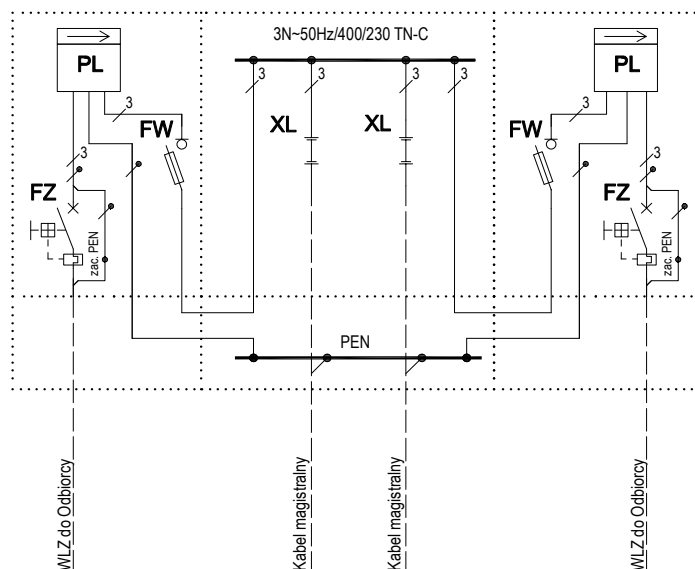 3N~50Hz/400/230 TN-C
PL
PL
3
3
3
3
3
3
FW
XL
XL
FW
3
3
FZ
FZ
zac. PEN
zac. PEN
PEN
WLZ do Odbiorcy
Kabel magistralny
Kabel magistralny
WLZ do Odbiorcy